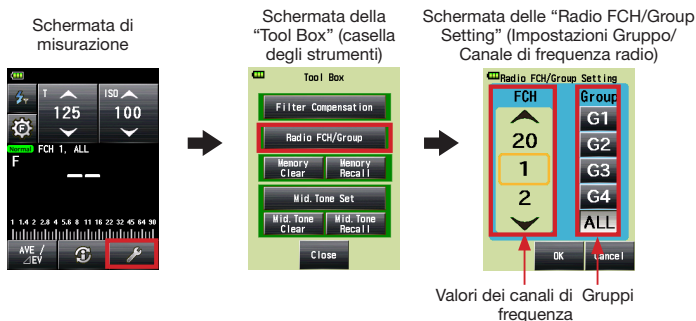 Schermata di
misurazione
T
ISO
125
100
Normal FCH 1, ALL
F
1 1.4 2 2.8 4 5.6 8 11 16 22 32 45 64 90
AVE /
⊿EV
Schermata della
“Tool Box” (casella
degli strumenti)
Tool Box
Filter Compensation
Radio FCH/Group
Memory
Clear
Memory
Recall
Mid. Tone Set
Mid. Tone
Clear
Mid. Tone
Recall
Close
Schermata delle “Radio FCH/Group
Setting” (Impostazioni Gruppo/
Canale di frequenza radio)
Radio FCH/Group Setting
FCH
Group
20
1
2
G1
G2
G3
G4
ALL
OK
Cancel
Valori dei canali di
frequenza
Gruppi